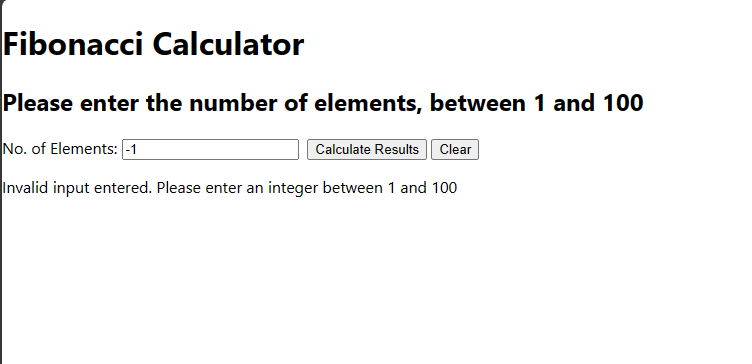 Fibonacci Calculator
Please enter the number of elements, between 1 and 100
No. of Elements: -1 Calculate Results Clear
Invalid input entered. Please enter an integer between 1 and 100